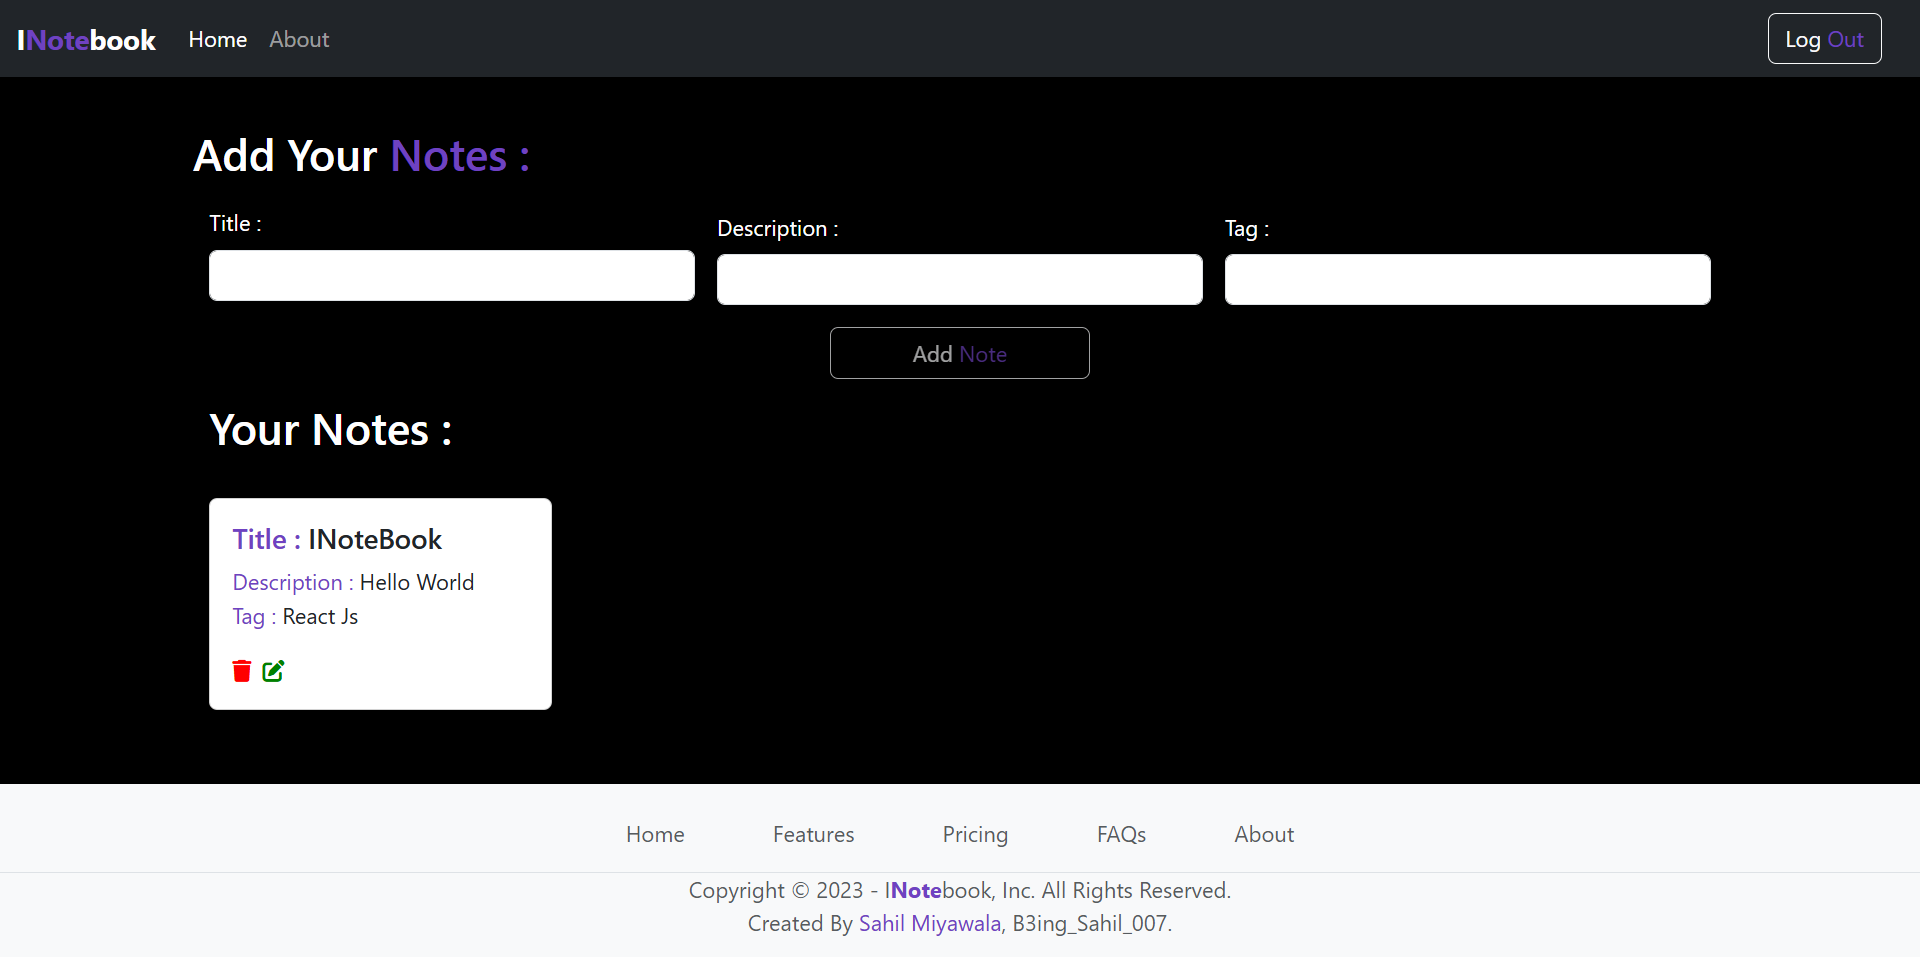 INotebook Home About Log Out
Add Your Notes :
Title : Description : Tag :
Add Note
Your Notes :
Title : INoteBook
Description : Hello World
Tag : React Js
Home Features Pricing FAQs About
Copyright © 2023 - INotebook, Inc. All Rights Reserved.
Created By Sahil Miyawala, B3ing_Sahil_007.